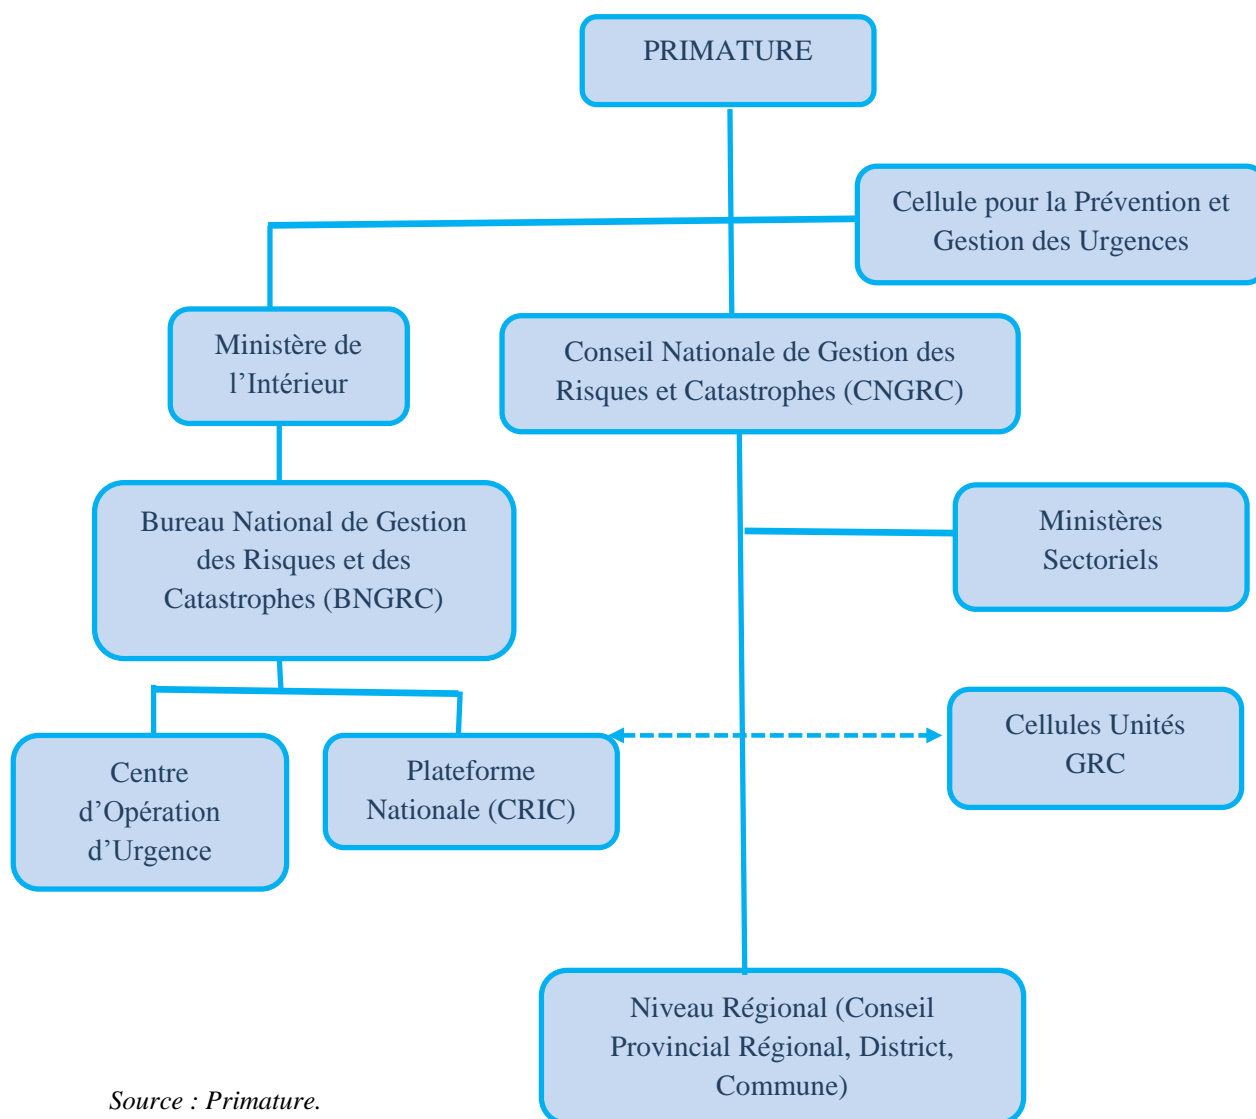 PRIMATURE
Cellule pour la Prévention et
Gestion des Urgences
Ministère de
l’Intérieur
Conseil Nationale de Gestion des
Risques et Catastrophes (CNGRC)
Bureau National de Gestion
des Risques et des
Catastrophes (BNGRC)
Ministères
Sectoriels
Centre
d’Opération
d’Urgence
Plateforme
Nationale (CRIC)
Cellules Unités
GRC
Niveau Régional (Conseil
Provincial Régional, District,
Commune)
Source : Primature.